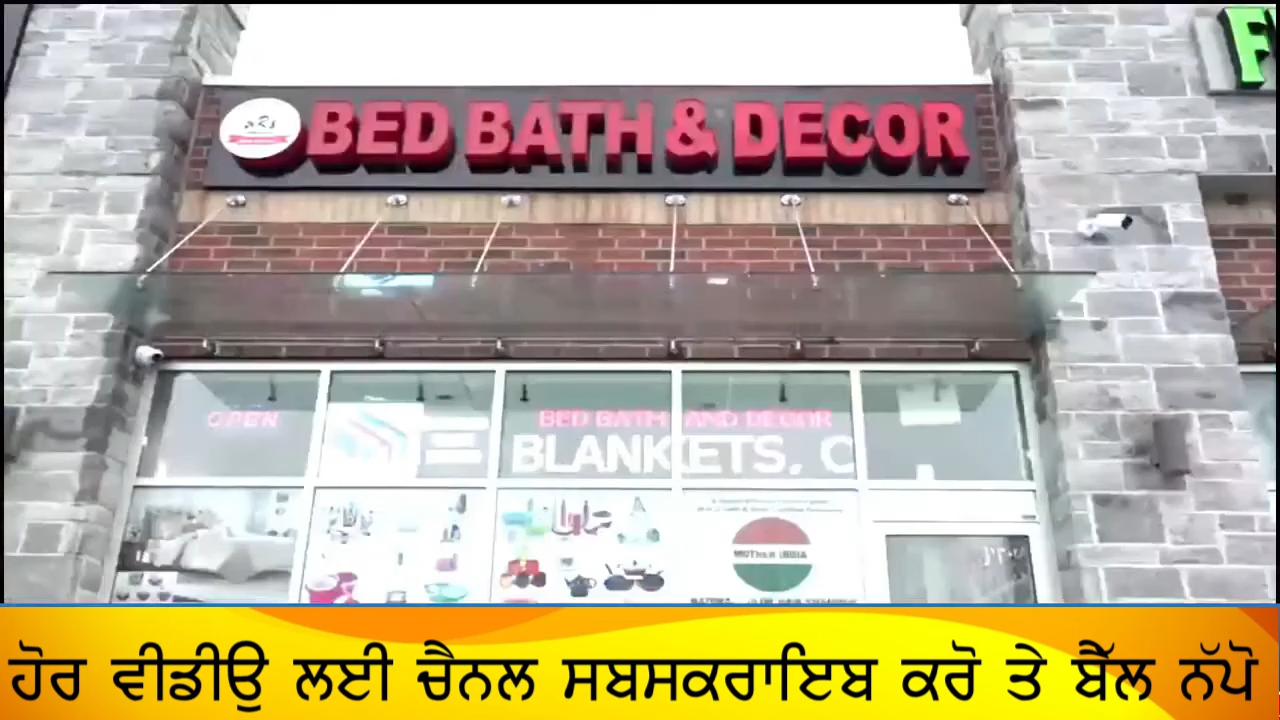 BED BATH & DECOR
OPEN
BED BATH AND DECOR
BLANKETS, C
MOTHER INDIA
ਹੋਰ ਵੀਡੀਉ ਲਈ ਚੈਨਲ ਸਬਸਕਰਾਇਬ ਕਰੋ ਤੇ ਬੈੱਲ ਨੱਪੋ